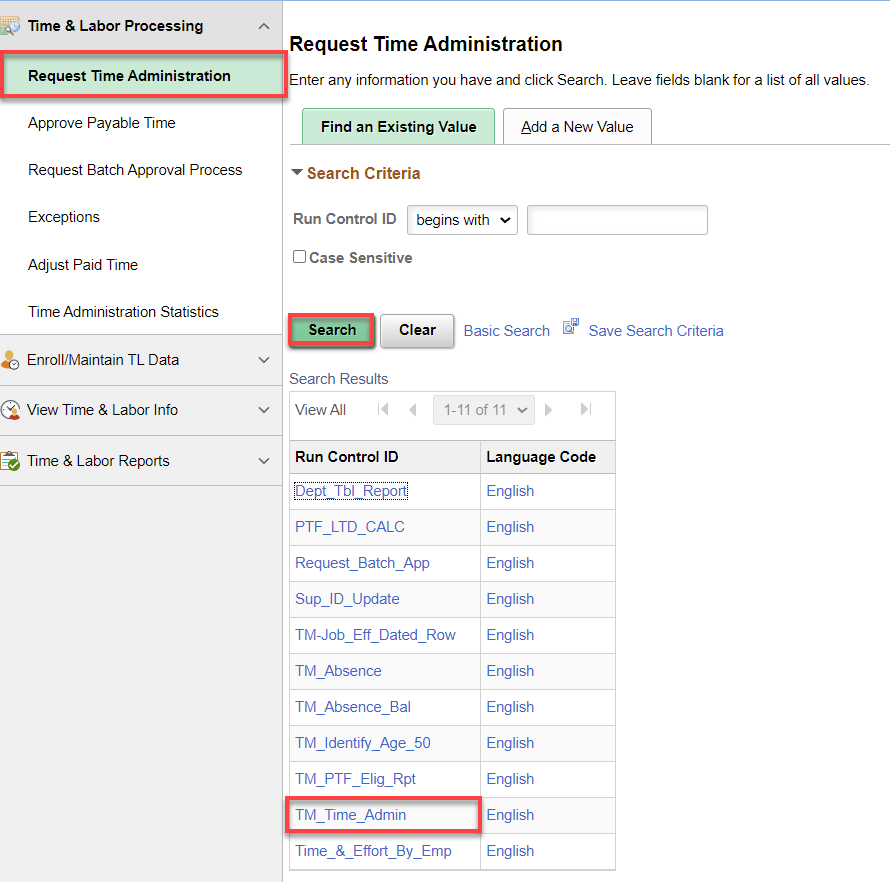 Time & Labor Processing
Request Time Administration
Approve Payable Time
Request Batch Approval Process
Exceptions
Adjust Paid Time
Time Administration Statistics
Enroll/Maintain TL Data
View Time & Labor Info
Time & Labor Reports
Request Time Administration
Enter any information you have and click Search. Leave fields blank for a list of all values.
Find an Existing Value Add a New Value
Search Criteria
Run Control ID begins with
Case Sensitive
Search Clear Basic Search Save Search Criteria
Search Results
View All 1-11 of 11
Run Control ID Language Code
Dept_Tbl_Report English
PTF_LTD_CALC English
Request_Batch_App English
Sup_ID_Update English
TM-Job_Eff_Dated_Row English
TM_Absence English
TM_Absence_Bal English
TM_Identify_Age_50 English
TM_PTF_Elig_Rpt English
TM_Time_Admin English
Time_&_Effort_By_Emp English